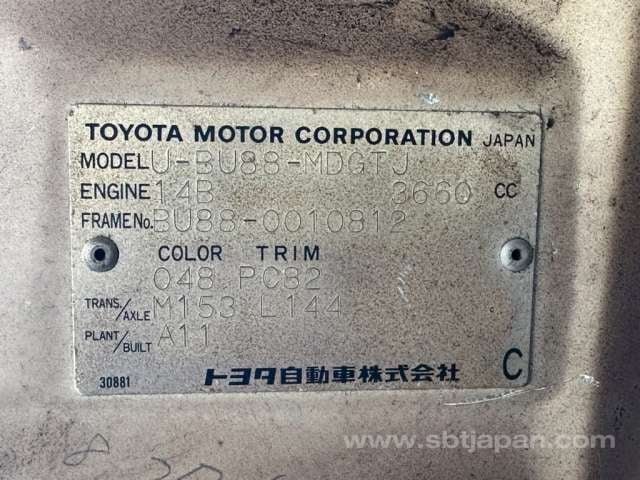 TOYOTA MOTOR CORPORATION JAPAN
MODEL U-BU88-MDGTJ
ENGINE 14B 3660 CC
FRAME No. BU88-0010812
COLOR TRIM
048 PC82
TRANS./AXLE M153 L144
PLANT/BUILT A11
30881 トヨタ自動車株式会社 C
www.sbtjapan.com